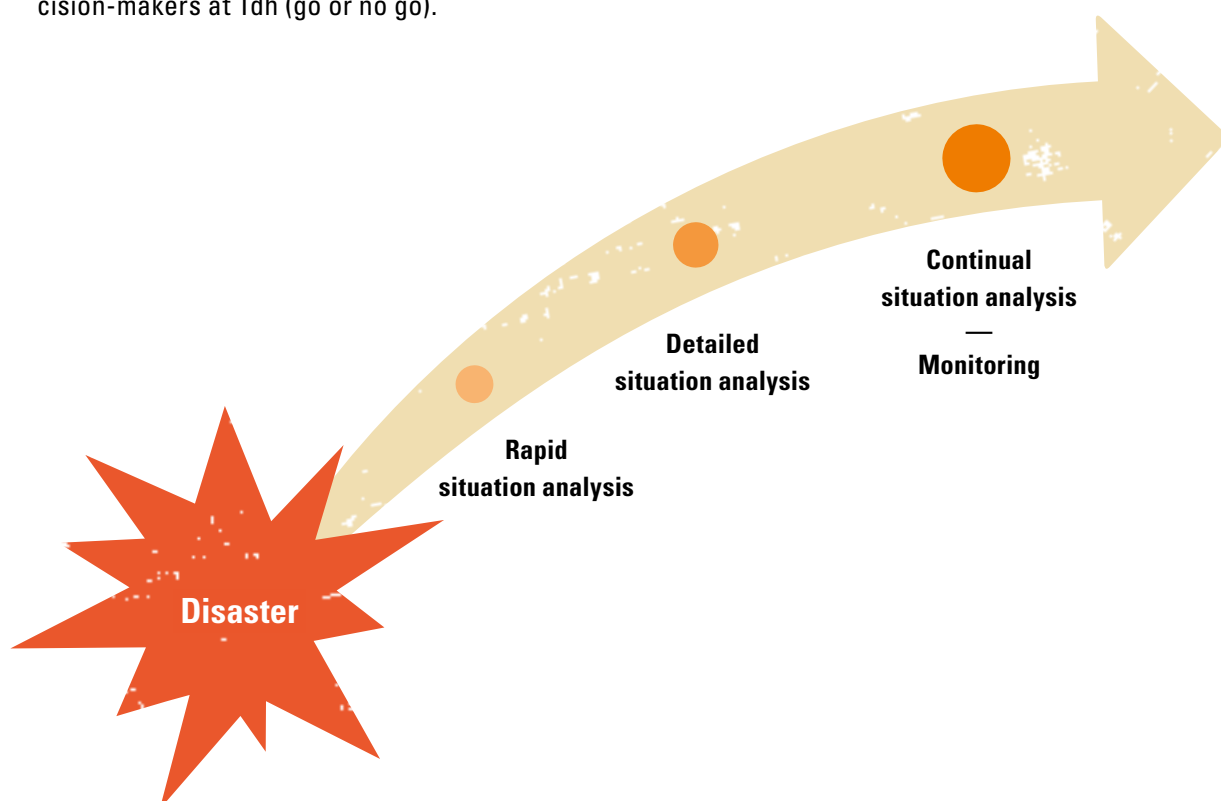 cision-makers at Tdh (go or no go).
Continual
situation analysis
—
Monitoring
Detailed
situation analysis
Rapid
situation analysis
Disaster